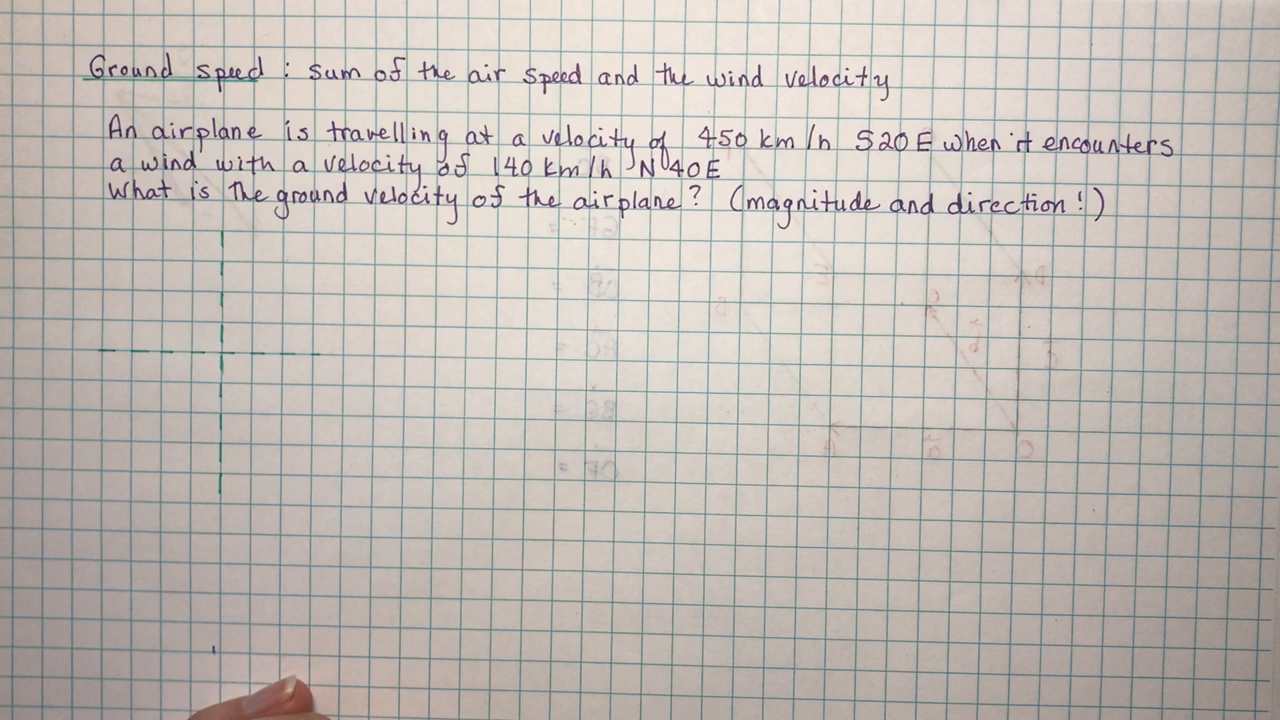 Ground speed : sum of the air speed and the wind velocity
An airplane is travelling at a velocity of 450 km/h S20E when it encounters
a wind with a velocity of 140 km/h N40E
What is the ground velocity of the airplane? (magnitude and direction!)